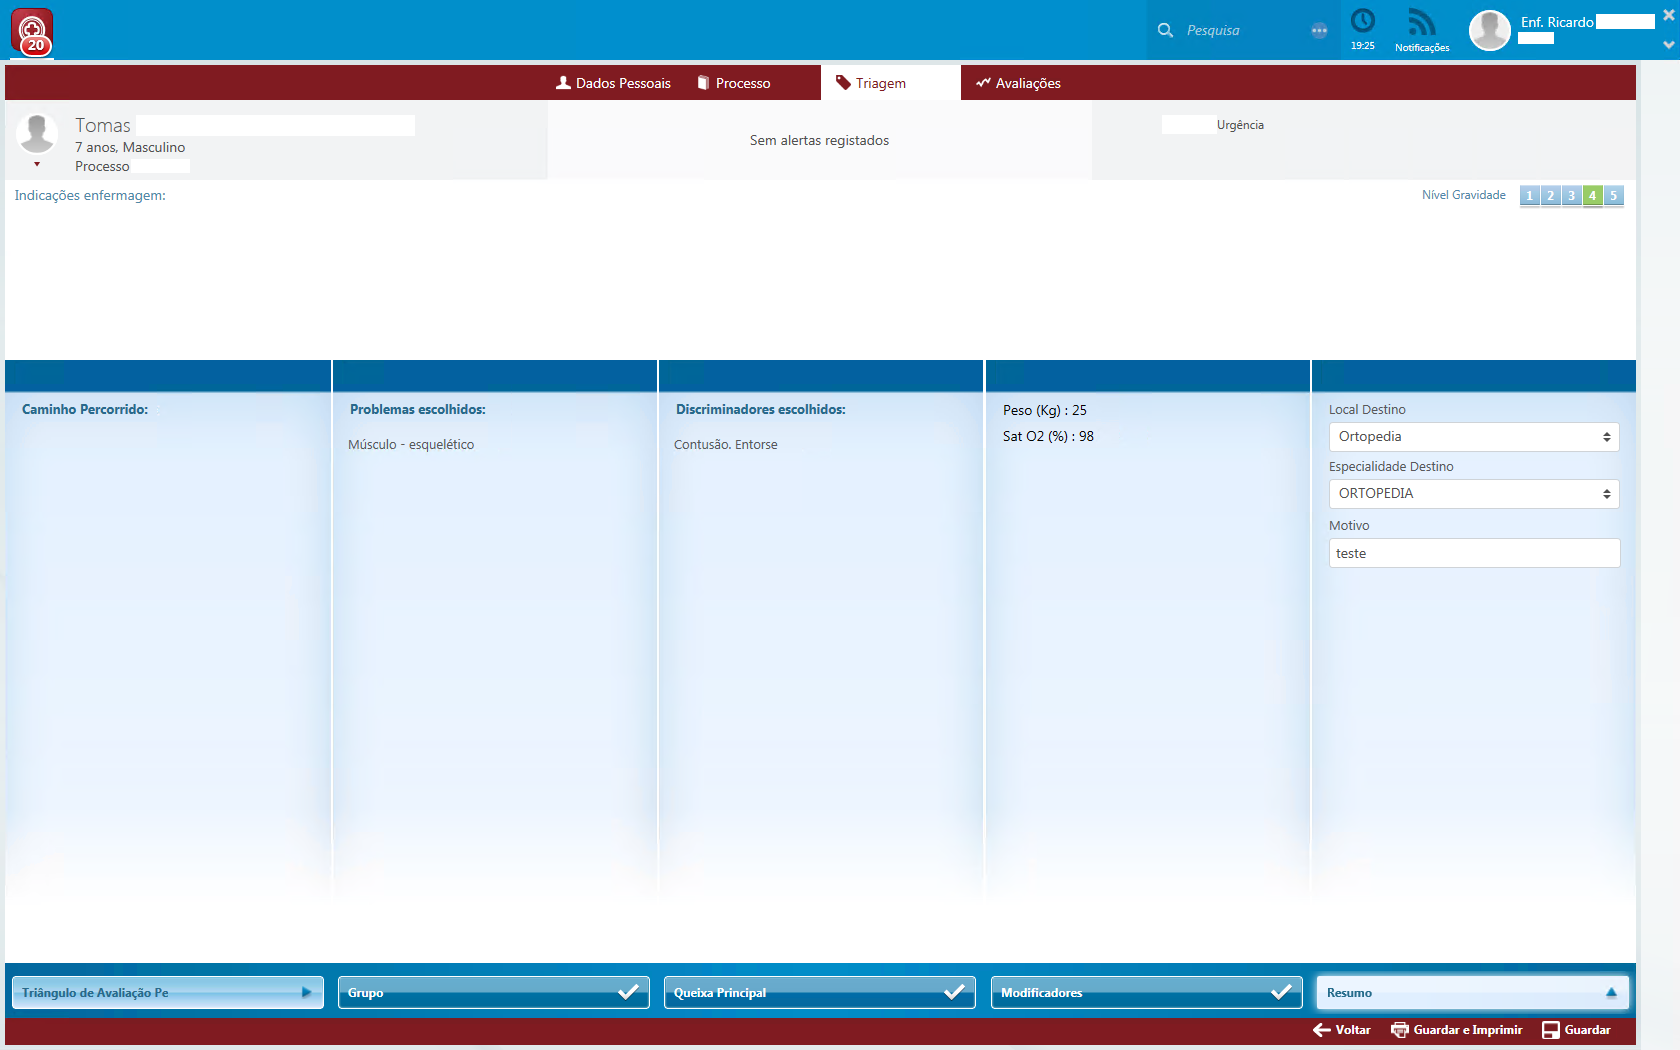 20
Pesquisa
19:25
Notificações
Enf. Ricardo
Dados Pessoais
Processo
Triagem
Avaliações
Tomas
7 anos, Masculino
Processo
Sem alertas registados
Urgência
Indicações enfermagem:
Nível Gravidade 1 2 3 4 5
Caminho Percorrido:
Problemas escolhidos:
Músculo - esquelético
Discriminadores escolhidos:
Contusão. Entorse
Peso (Kg) : 25
Sat O2 (%) : 98
Local Destino
Ortopedia
Especialidade Destino
ORTOPEDIA
Motivo
teste
Triângulo de Avaliação Pe
Grupo
Queixa Principal
Modificadores
Resumo
Voltar
Guardar e Imprimir
Guardar